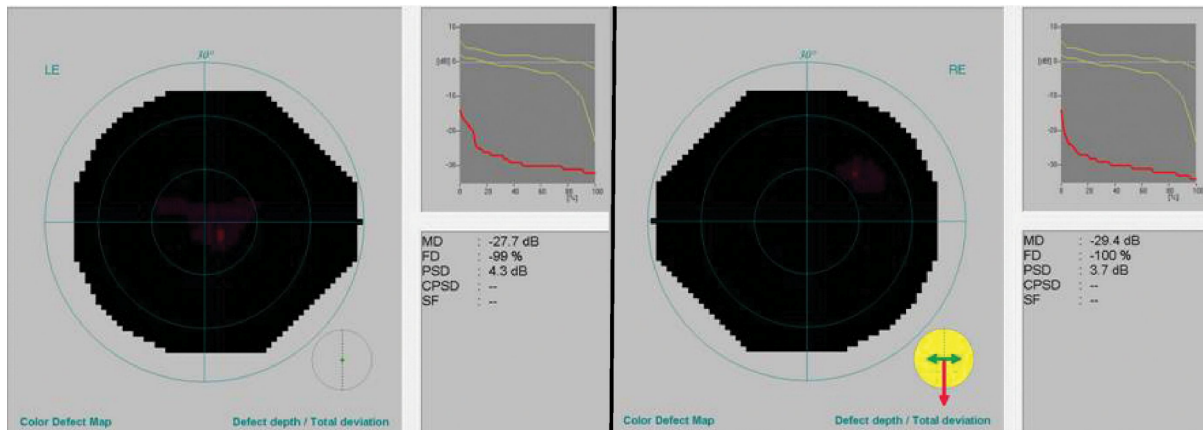 LE
30°
10
[dB] 0
-10
-20
-30
0 20 40 60 80 100
[%]
MD : -27.7 dB
FD : -99 %
PSD : 4.3 dB
CPSD : --
SF : --
Color Defect Map
Defect depth / Total deviation
30°
RE
10
[dB] 0
-10
-20
-30
0 20 40 60 80 100
[%]
MD : -29.4 dB
FD : -100 %
PSD : 3.7 dB
CPSD : --
SF : --
Color Defect Map
Defect depth / Total deviation